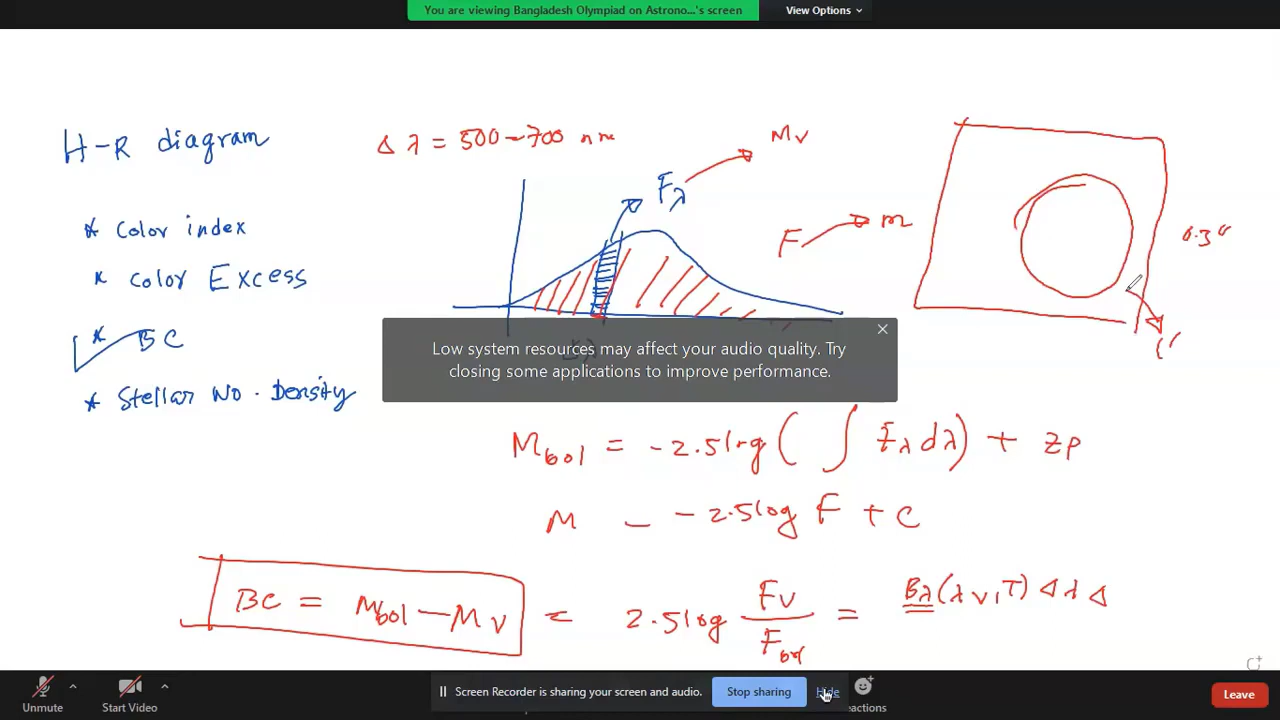 You are viewing Bangladesh Olympiad on Astrono...'s screen
View Options
H-R diagram
Δ λ = 500-700 nm
Mv
Fλ
F → m
0.3"
* Color index
* Color Excess
* BC
* Stellar No. Density
Low system resources may affect your audio quality. Try
closing some applications to improve performance.
Mbol = -2.5log( ∫ Fλ dλ) + ZP
M = -2.5log F + C
BC = Mbol - Mv = 2.5log Fv/Fbol = Bλ(λv,T) Δλ Δ
Screen Recorder is sharing your screen and audio.
Stop sharing
Hide
Unmute
Start Video
eactions
Leave